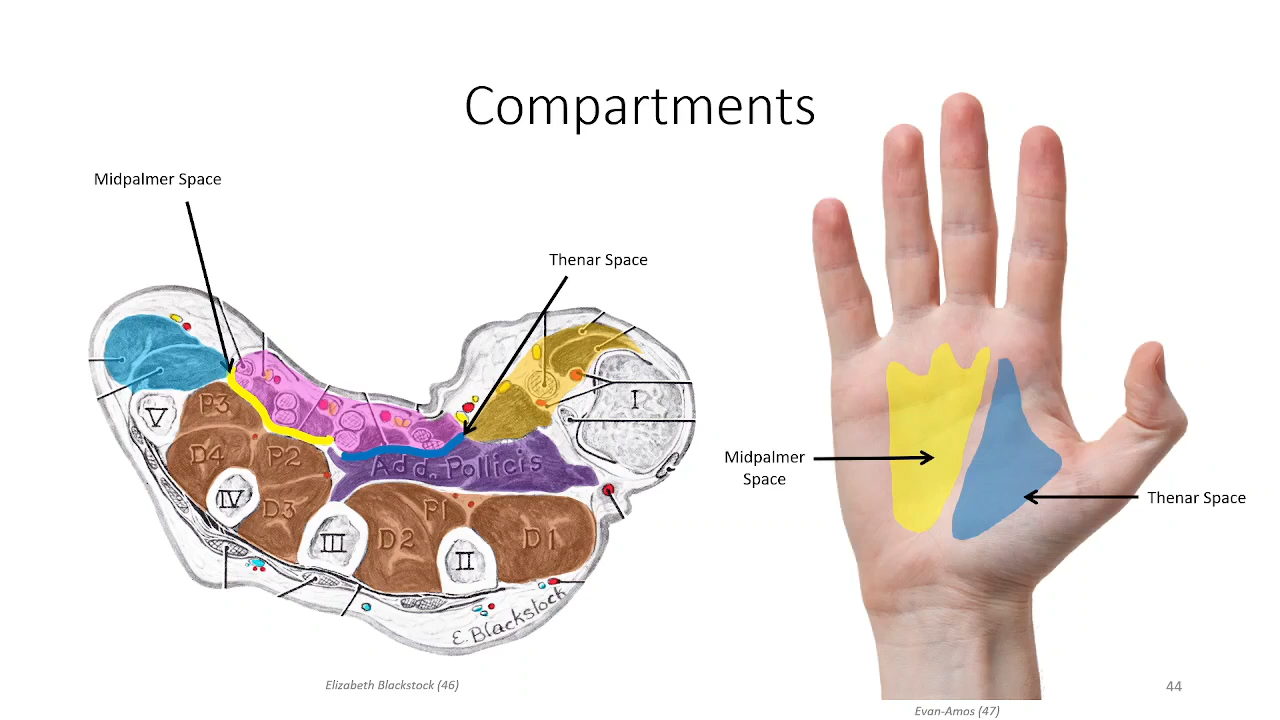 Compartments
Midpalmer Space
Thenar Space
V
P3
D4
P2
IV
D3
III
Add. Pollicis
P1
D2
II
D1
I
E. Blackstock
Midpalmer
Space
Thenar Space
Elizabeth Blackstock (46)
44
Evan-Amos (47)